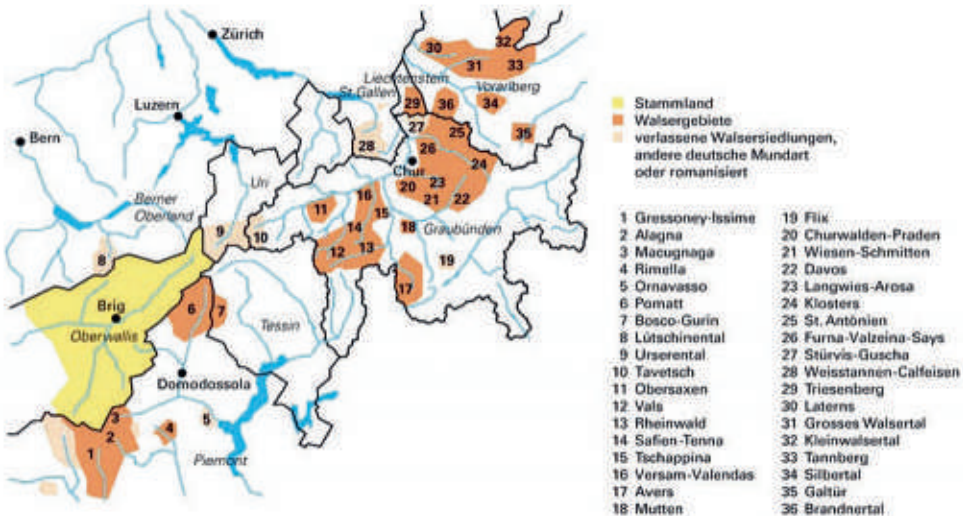 Zürich
Luzern
Bern
Liechtenstein
St. Gallen
Vorarlberg
Chur
Uri
Berner
Oberland
Graubünden
Brig
Oberwallis
Tessin
Domodossola
Piemont
30
32
31
33
29
36
34
35
27
25
28
26
24
20
23
21
22
16
15
11
14
18
9
10
12
13
19
8
17
6
7
3
5
4
2
1
Stammland
Walsergebiete
verlassene Walsersiedlungen,
andere deutsche Mundart
oder romanisiert
1 Gressoney-Issime
2 Alagna
3 Macugnaga
4 Rimella
5 Ornavasso
6 Pomatt
7 Bosco-Gurin
8 Lütschinental
9 Urserental
10 Tavetsch
11 Obersaxen
12 Vals
13 Rheinwald
14 Safien-Tenna
15 Tschappina
16 Versam-Valendas
17 Avers
18 Mutten
19 Flix
20 Churwalden-Praden
21 Wiesen-Schmitten
22 Davos
23 Langwies-Arosa
24 Klosters
25 St. Antönien
26 Furna-Valzeina-Says
27 Stürvis-Guscha
28 Weisstannen-Calfeisen
29 Triesenberg
30 Laterns
31 Grosses Walsertal
32 Kleinwalsertal
33 Tannberg
34 Silbertal
35 Galtür
36 Brandnertal